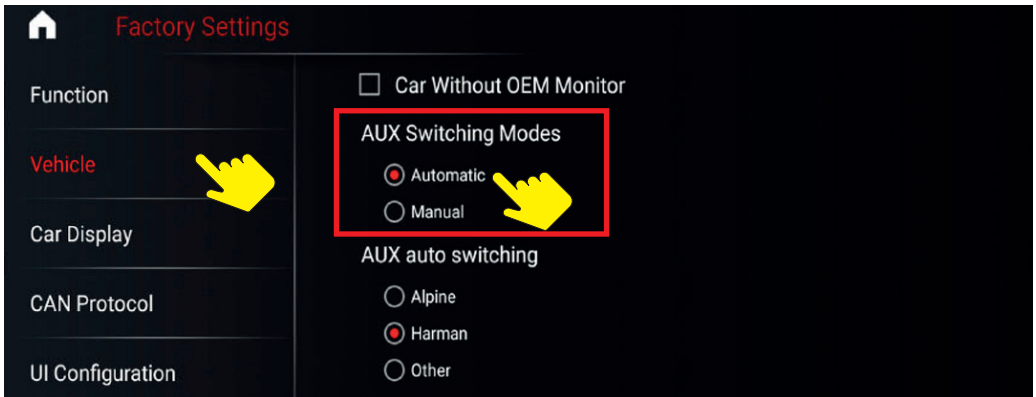 Factory Settings
Function
Vehicle
Car Display
CAN Protocol
UI Configuration
Car Without OEM Monitor
AUX Switching Modes
Automatic
Manual
AUX auto switching
Alpine
Harman
Other